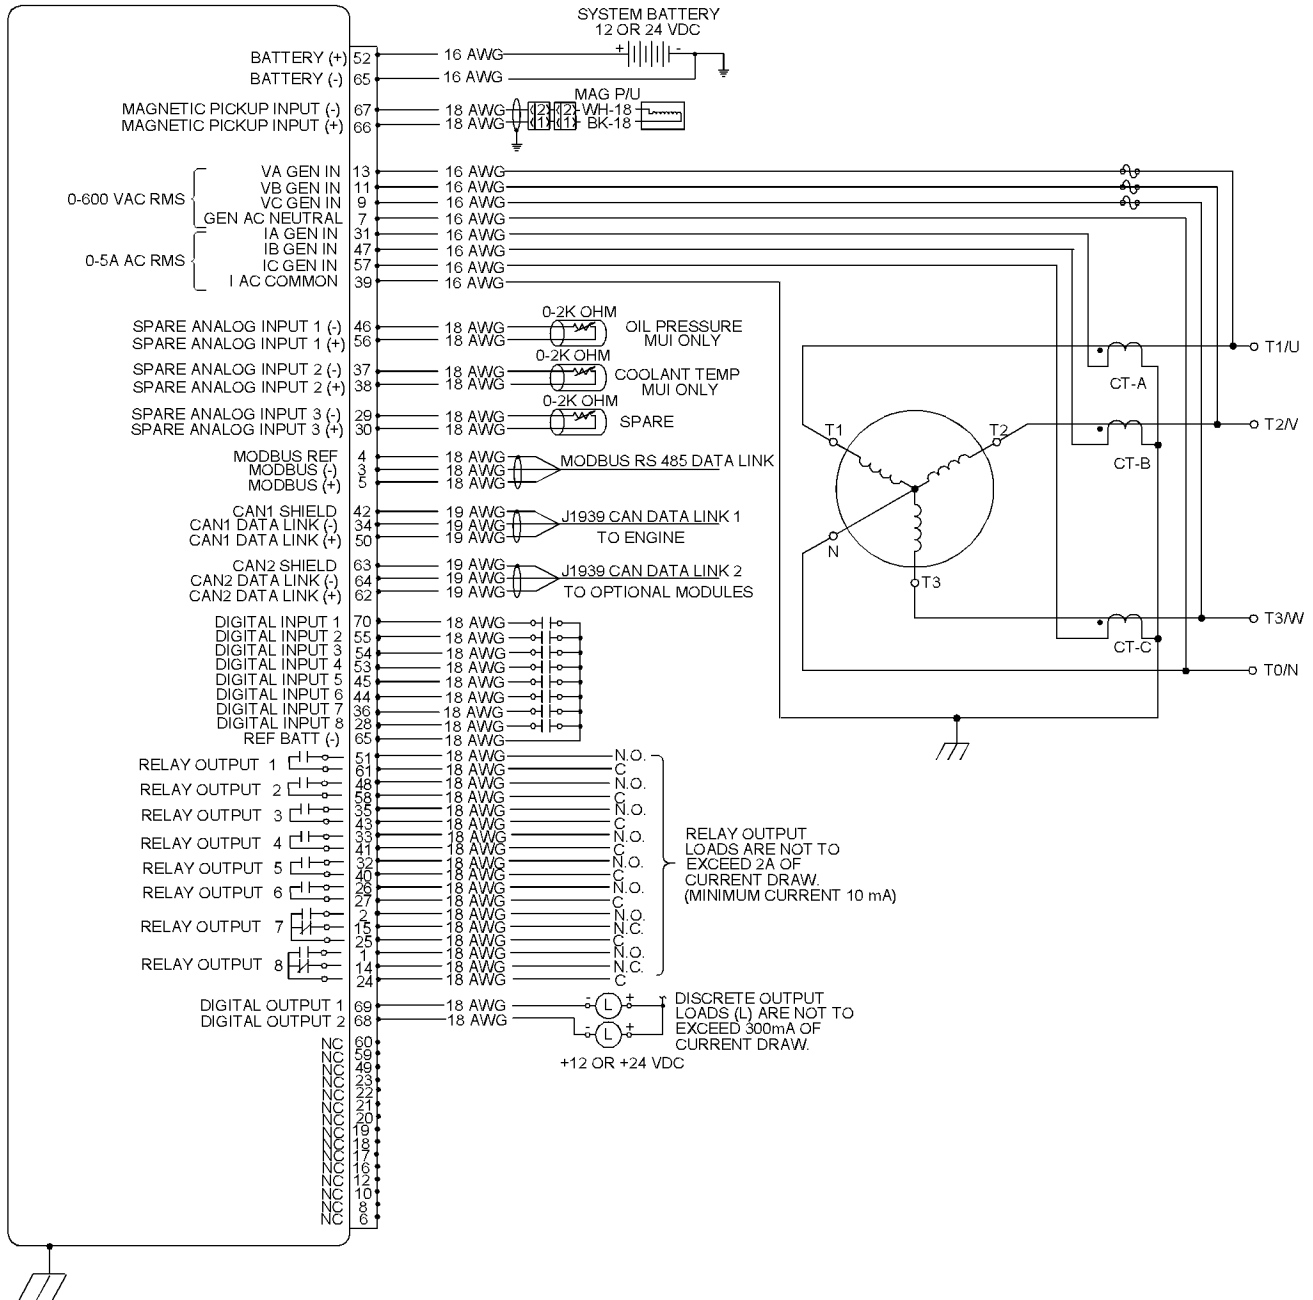 SYSTEM BATTERY
12 OR 24 VDC
+ -
BATTERY (+) 52 16 AWG
BATTERY (-) 65 16 AWG
MAG P/U
MAGNETIC PICKUP INPUT (-) 67 18 AWG 2 2 WH-18
MAGNETIC PICKUP INPUT (+) 66 18 AWG 1 1 BK-18
0-600 VAC RMS
VA GEN IN 13 16 AWG
VB GEN IN 11 16 AWG
VC GEN IN 9 16 AWG
GEN AC NEUTRAL 7 16 AWG
0-5A AC RMS
IA GEN IN 31 16 AWG
IB GEN IN 47 16 AWG
IC GEN IN 57 16 AWG
I AC COMMON 39 16 AWG
0-2K OHM
SPARE ANALOG INPUT 1 (-) 46 18 AWG OIL PRESSURE
SPARE ANALOG INPUT 1 (+) 56 18 AWG MUI ONLY
0-2K OHM
SPARE ANALOG INPUT 2 (-) 37 18 AWG COOLANT TEMP
SPARE ANALOG INPUT 2 (+) 38 18 AWG MUI ONLY
0-2K OHM
SPARE ANALOG INPUT 3 (-) 29 18 AWG SPARE
SPARE ANALOG INPUT 3 (+) 30 18 AWG
MODBUS REF 4 18 AWG MODBUS RS 485 DATA LINK
MODBUS (-) 3 18 AWG
MODBUS (+) 5 18 AWG
CAN1 SHIELD 42 19 AWG J1939 CAN DATA LINK 1
CAN1 DATA LINK (-) 34 19 AWG
CAN1 DATA LINK (+) 50 19 AWG TO ENGINE
CAN2 SHIELD 63 19 AWG J1939 CAN DATA LINK 2
CAN2 DATA LINK (-) 64 19 AWG
CAN2 DATA LINK (+) 62 19 AWG TO OPTIONAL MODULES
DIGITAL INPUT 1 70 18 AWG
DIGITAL INPUT 2 55 18 AWG
DIGITAL INPUT 3 54 18 AWG
DIGITAL INPUT 4 53 18 AWG
DIGITAL INPUT 5 45 18 AWG
DIGITAL INPUT 6 44 18 AWG
DIGITAL INPUT 7 36 18 AWG
DIGITAL INPUT 8 28 18 AWG
REF BATT (-) 65 18 AWG
RELAY OUTPUT 1 51 18 AWG N.O.
61 18 AWG C
RELAY OUTPUT 2 48 18 AWG N.O.
58 18 AWG C
RELAY OUTPUT 3 35 18 AWG N.O.
43 18 AWG C
RELAY OUTPUT 4 33 18 AWG N.O.
41 18 AWG C
RELAY OUTPUT 5 32 18 AWG N.O.
40 18 AWG C
RELAY OUTPUT 6 26 18 AWG N.O.
27 18 AWG C
RELAY OUTPUT 7 2 18 AWG N.O.
15 18 AWG N.C.
25 18 AWG C
RELAY OUTPUT 8 1 18 AWG N.O.
14 18 AWG N.C.
24 18 AWG C
RELAY OUTPUT
LOADS ARE NOT TO
EXCEED 2A OF
CURRENT DRAW.
(MINIMUM CURRENT 10 mA)
DIGITAL OUTPUT 1 69 18 AWG - L +
DIGITAL OUTPUT 2 68 18 AWG - L +
DISCRETE OUTPUT
LOADS (L) ARE NOT TO
EXCEED 300mA OF
CURRENT DRAW.
+12 OR +24 VDC
NC 60
NC 59
NC 49
NC 23
NC 22
NC 21
NC 20
NC 19
NC 18
NC 17
NC 16
NC 12
NC 10
NC 8
NC 6
T1/U
CT-A
T1
T2
T2/V
CT-B
N
T3
T3/W
CT-C
T0/N